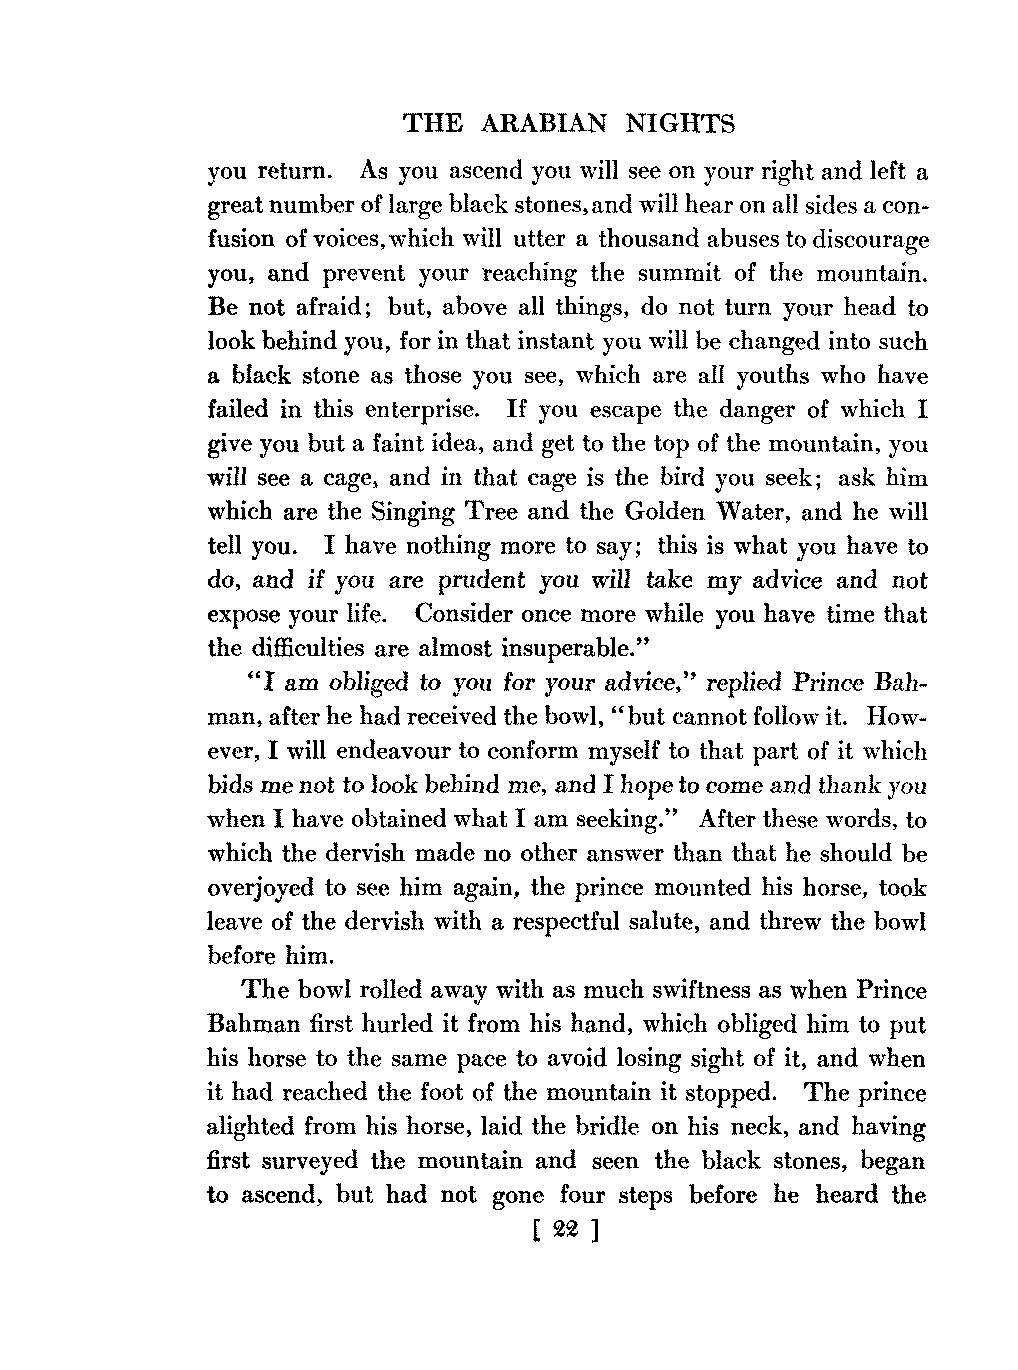 THE ARABIAN NIGHTS
you return. As you ascend you will see on your right and left a
great number of large black stones, and will hear on all sides a con-
fusion of voices, which will utter a thousand abuses to discourage
you, and prevent your reaching the summit of the mountain.
Be not afraid; but, above all things, do not turn your head to
look behind you, for in that instant you will be changed into such
a black stone as those you see, which are all youths who have
failed in this enterprise. If you escape the danger of which I
give you but a faint idea, and get to the top of the mountain, you
will see a cage, and in that cage is the bird you seek; ask him
which are the Singing Tree and the Golden Water, and he will
tell you. I have nothing more to say; this is what you have to
do, and if you are prudent you will take my advice and not
expose your life. Consider once more while you have time that
the difficulties are almost insuperable."
"I am obliged to you for your advice," replied Prince Bah-
man, after he had received the bowl, "but cannot follow it. How-
ever, I will endeavour to conform myself to that part of it which
bids me not to look behind me, and I hope to come and thank you
when I have obtained what I am seeking." After these words, to
which the dervish made no other answer than that he should be
overjoyed to see him again, the prince mounted his horse, took
leave of the dervish with a respectful salute, and threw the bowl
before him.
The bowl rolled away with as much swiftness as when Prince
Bahman first hurled it from his hand, which obliged him to put
his horse to the same pace to avoid losing sight of it, and when
it had reached the foot of the mountain it stopped. The prince
alighted from his horse, laid the bridle on his neck, and having
first surveyed the mountain and seen the black stones, began
to ascend, but had not gone four steps before he heard the
[ 22 ]